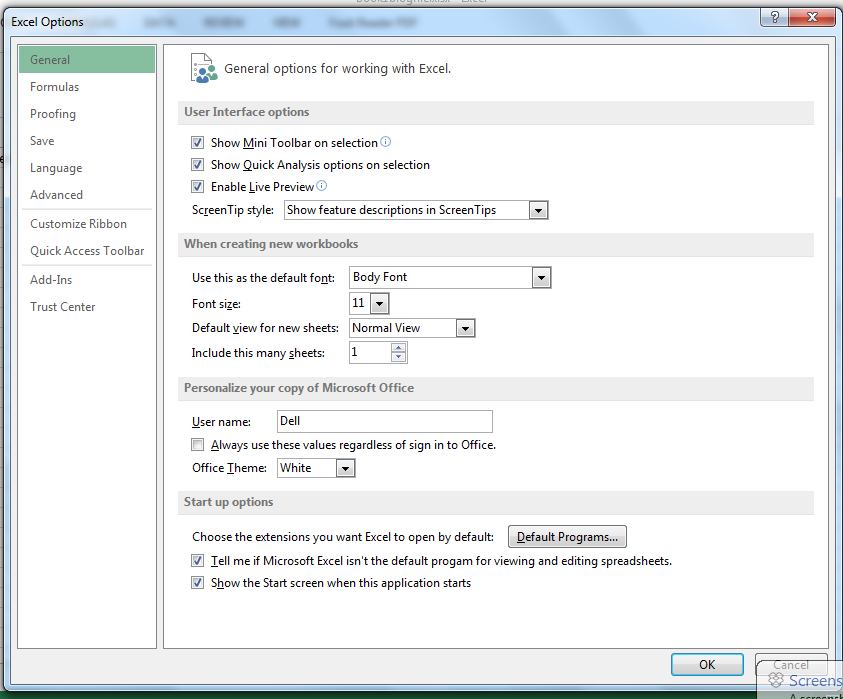 Excel Options
General
Formulas
Proofing
Save
Language
Advanced
Customize Ribbon
Quick Access Toolbar
Add-Ins
Trust Center
General options for working with Excel.
User Interface options
Show Mini Toolbar on selection
Show Quick Analysis options on selection
Enable Live Preview
ScreenTip style: Show feature descriptions in ScreenTips
When creating new workbooks
Use this as the default font: Body Font
Font size: 11
Default view for new sheets: Normal View
Include this many sheets: 1
Personalize your copy of Microsoft Office
User name: Dell
Always use these values regardless of sign in to Office.
Office Theme: White
Start up options
Choose the extensions you want Excel to open by default: Default Programs...
Tell me if Microsoft Excel isn't the default progam for viewing and editing spreadsheets.
Show the Start screen when this application starts
OK Cancel
Screens